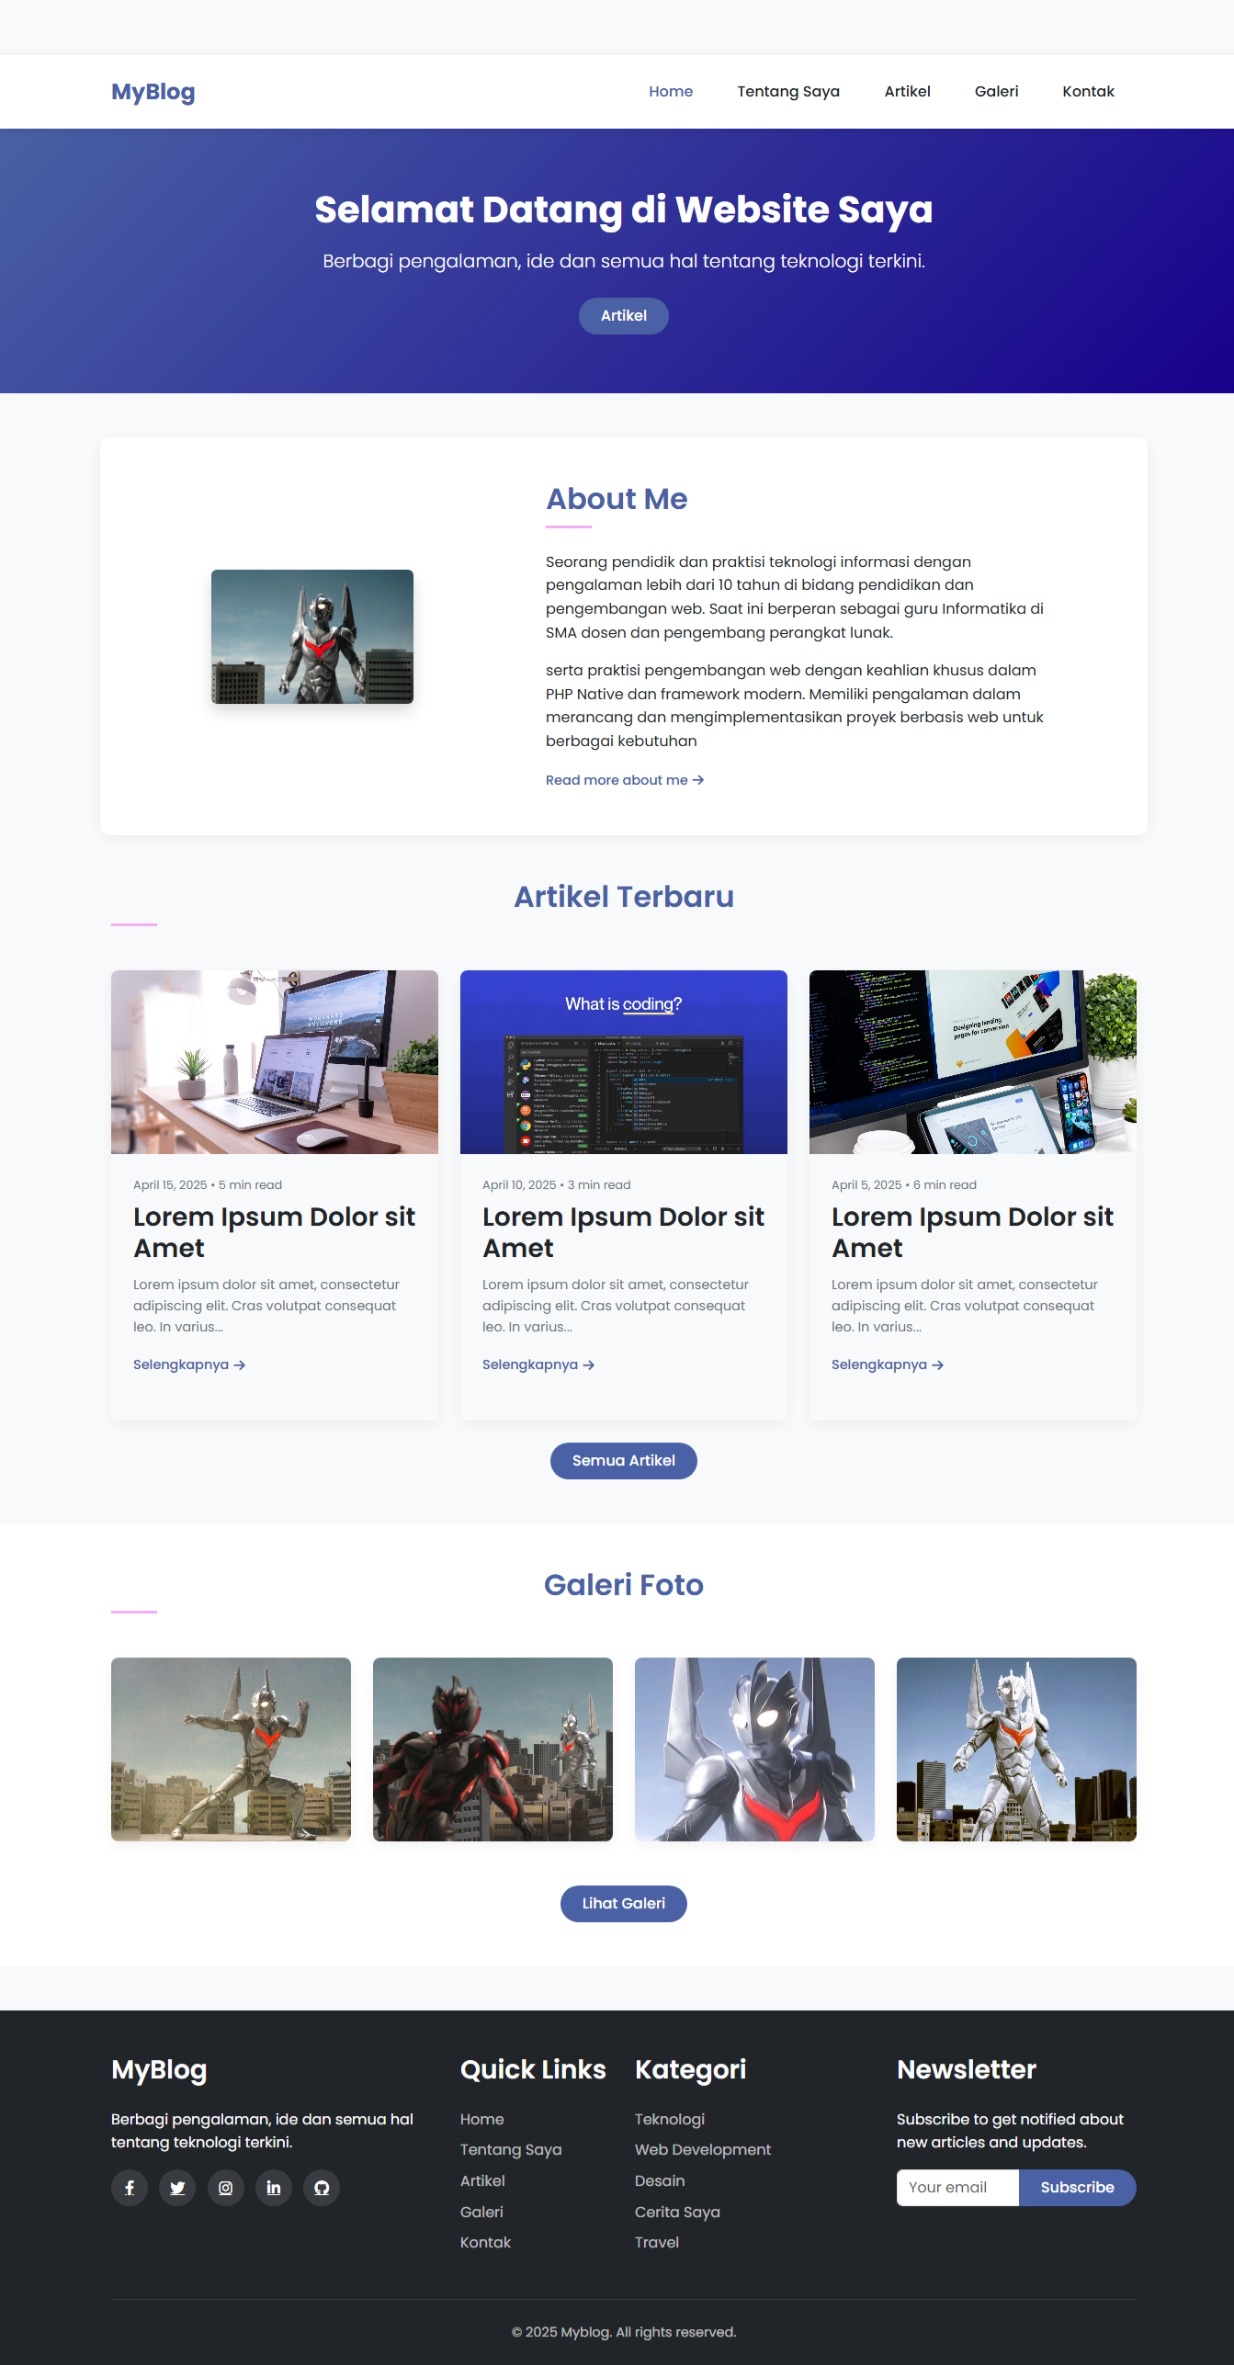 MyBlog
Home
Tentang Saya
Artikel
Galeri
Kontak
Selamat Datang di Website Saya
Berbagi pengalaman, ide dan semua hal tentang teknologi terkini.
Artikel
About Me
Seorang pendidik dan praktisi teknologi informasi dengan
pengalaman lebih dari 10 tahun di bidang pendidikan dan
pengembangan web. Saat ini berperan sebagai guru Informatika di
SMA dosen dan pengembang perangkat lunak.
serta praktisi pengembangan web dengan keahlian khusus dalam
PHP Native dan framework modern. Memiliki pengalaman dalam
merancang dan mengimplementasikan proyek berbasis web untuk
berbagai kebutuhan
Read more about me →
Artikel Terbaru
What is coding?
Designing landing
pages for conversion
April 15, 2025 • 5 min read
Lorem Ipsum Dolor sit
Amet
Lorem ipsum dolor sit amet, consectetur
adipiscing elit. Cras volutpat consequat
leo. In varius...
Selengkapnya →
April 10, 2025 • 3 min read
Lorem Ipsum Dolor sit
Amet
Lorem ipsum dolor sit amet, consectetur
adipiscing elit. Cras volutpat consequat
leo. In varius...
Selengkapnya →
April 5, 2025 • 6 min read
Lorem Ipsum Dolor sit
Amet
Lorem ipsum dolor sit amet, consectetur
adipiscing elit. Cras volutpat consequat
leo. In varius...
Selengkapnya →
Semua Artikel
Galeri Foto
Lihat Galeri
MyBlog
Berbagi pengalaman, ide dan semua hal
tentang teknologi terkini.
Quick Links
Home
Tentang Saya
Artikel
Galeri
Kontak
Kategori
Teknologi
Web Development
Desain
Cerita Saya
Travel
Newsletter
Subscribe to get notified about
new articles and updates.
Your email
Subscribe
© 2025 Myblog. All rights reserved.